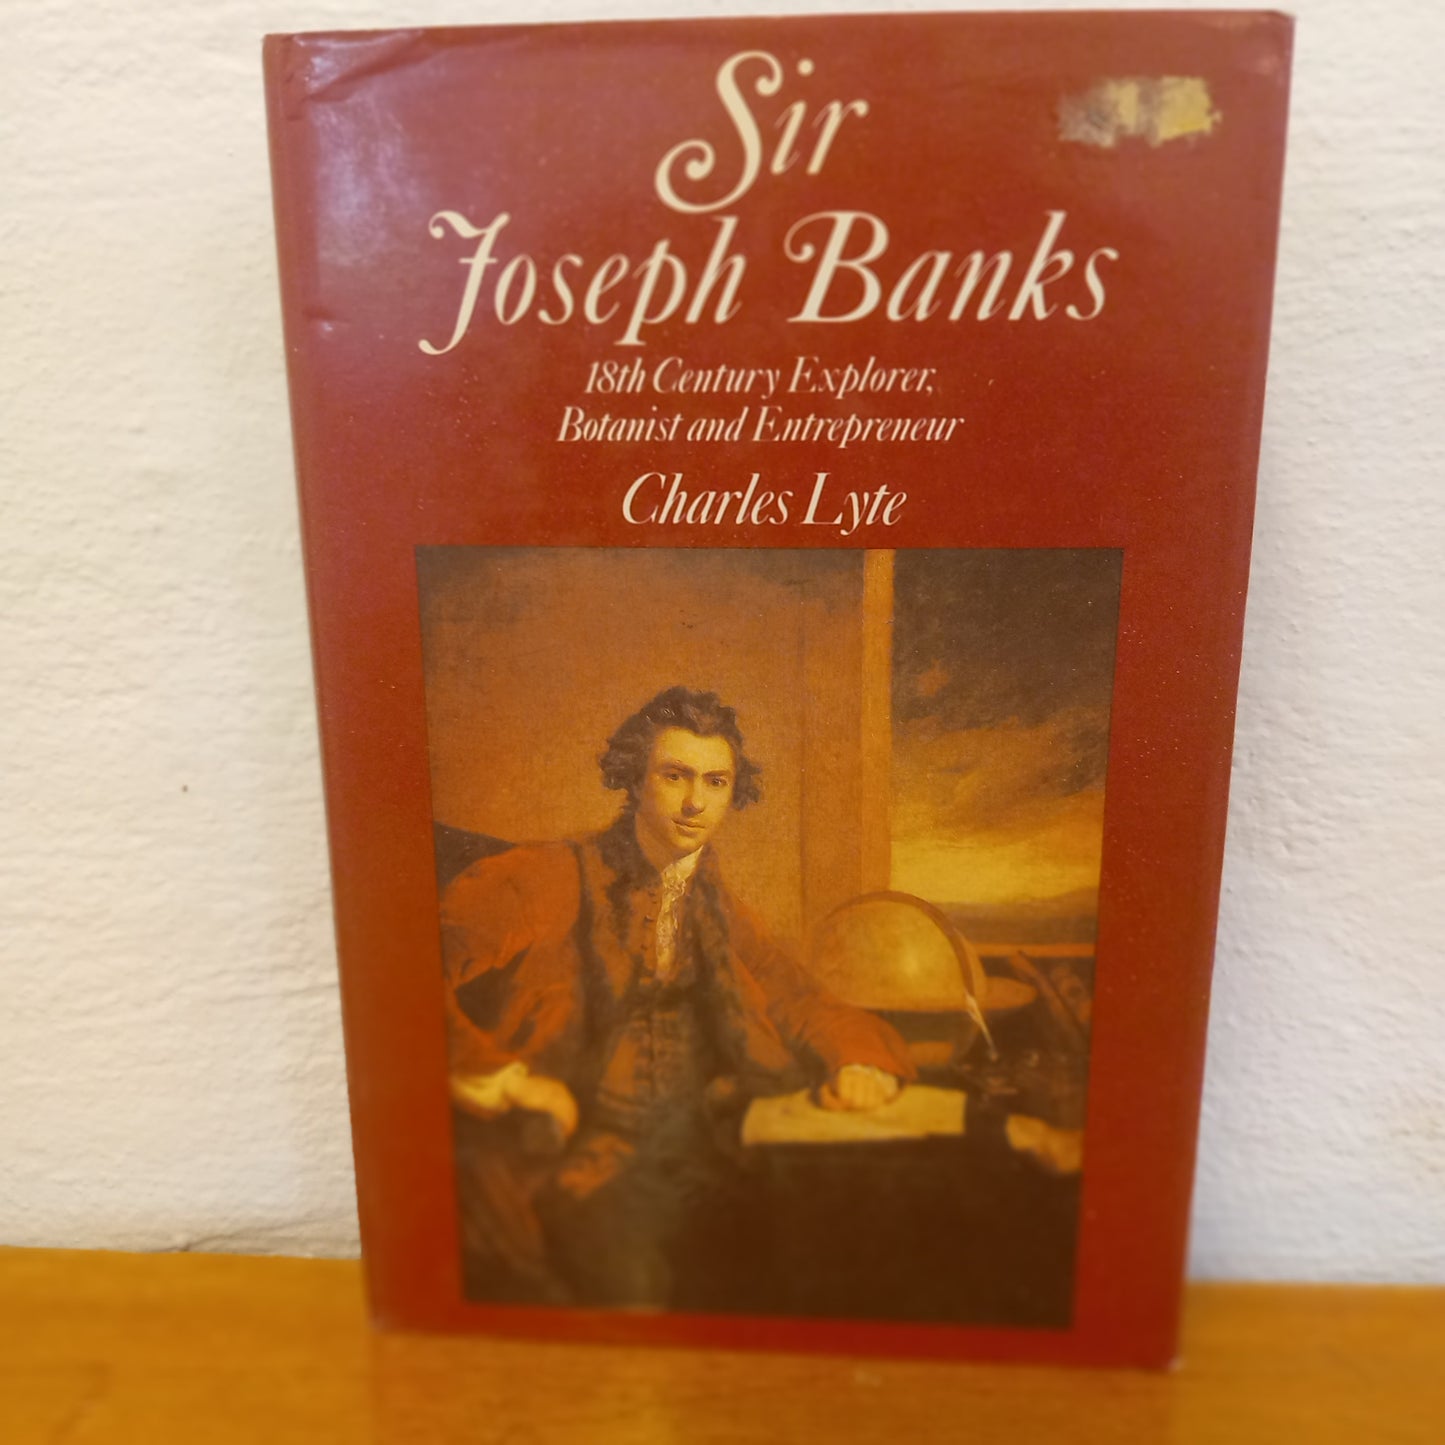 Sir
Joseph Banks
18th Century Explorer,
Botanist and Entrepreneur
Charles Lyte